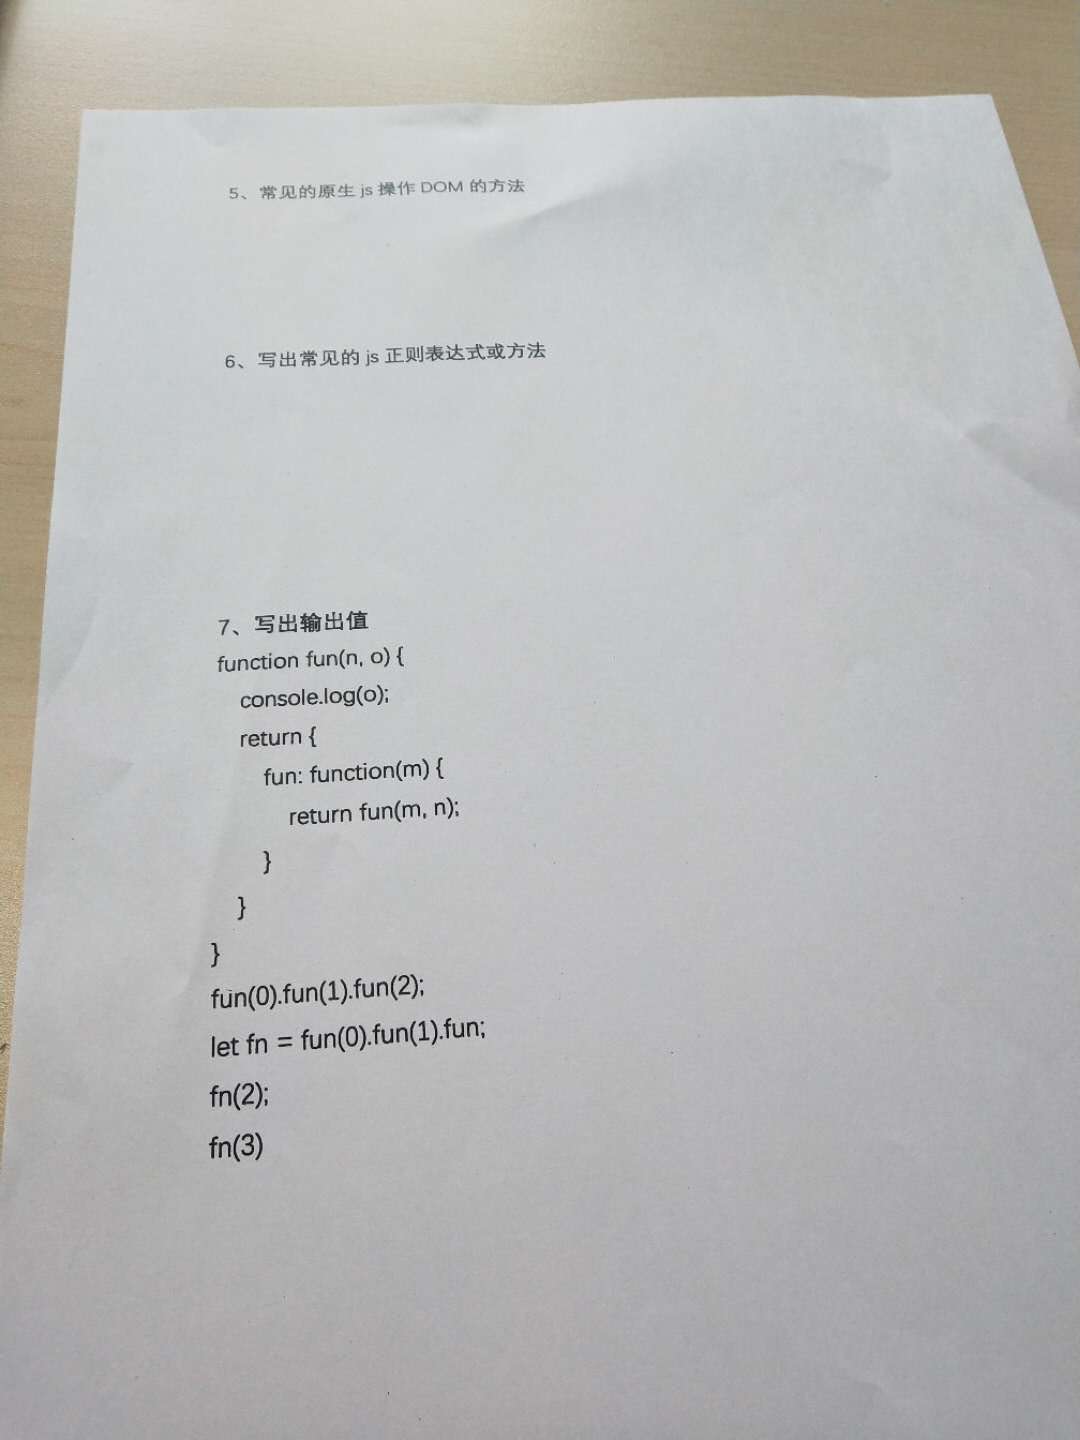 5、常见的原生 js 操作 DOM 的方法
6、写出常见的 js 正则表达式或方法
7、写出输出值
function fun(n, o) {
console.log(o);
return {
fun: function(m) {
return fun(m, n);
}
}
}
fun(0).fun(1).fun(2);
let fn = fun(0).fun(1).fun;
fn(2);
fn(3)